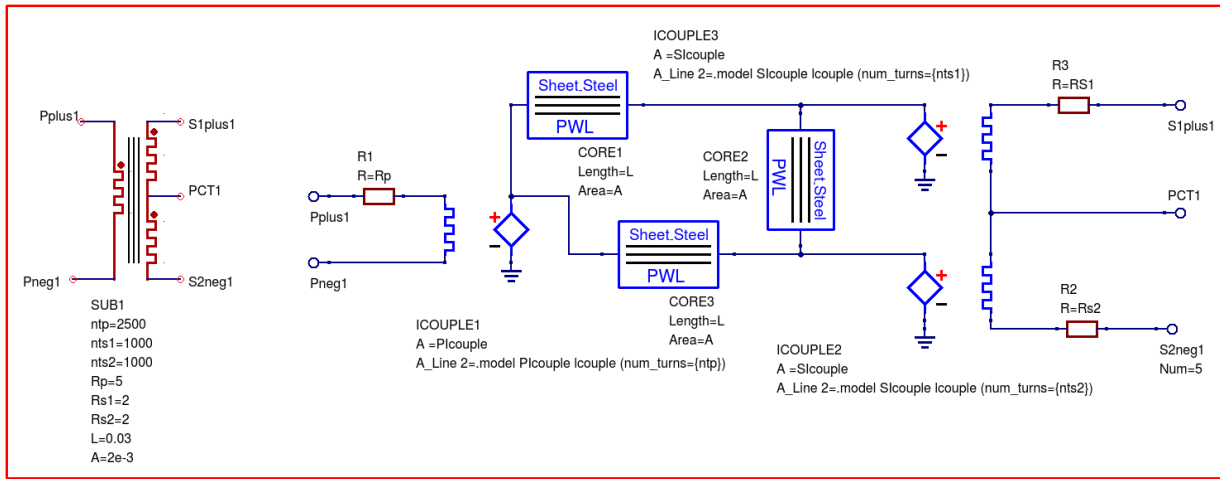 Pplus1
S1plus1
PCT1
Pneg1
S2neg1
SUB1
ntp=2500
nts1=1000
nts2=1000
Rp=5
Rs1=2
Rs2=2
L=0.03
A=2e-3
R1
R=Rp
Pplus1
Pneg1
ICOUPLE1
A =PIcouple
A_Line 2=.model PIcouple Icouple (num_turns={ntp})
+
-
Sheet.Steel
PWL
CORE1
Length=L
Area=A
Sheet.Steel
PWL
CORE3
Length=L
Area=A
CORE2
Length=L
Area=A
Sheet.Steel
PWL
ICOUPLE3
A =SIcouple
A_Line 2=.model SIcouple Icouple (num_turns={nts1})
+
-
+
-
ICOUPLE2
A =SIcouple
A_Line 2=.model SIcouple Icouple (num_turns={nts2})
R3
R=RS1
S1plus1
PCT1
R2
R=Rs2
S2neg1
Num=5